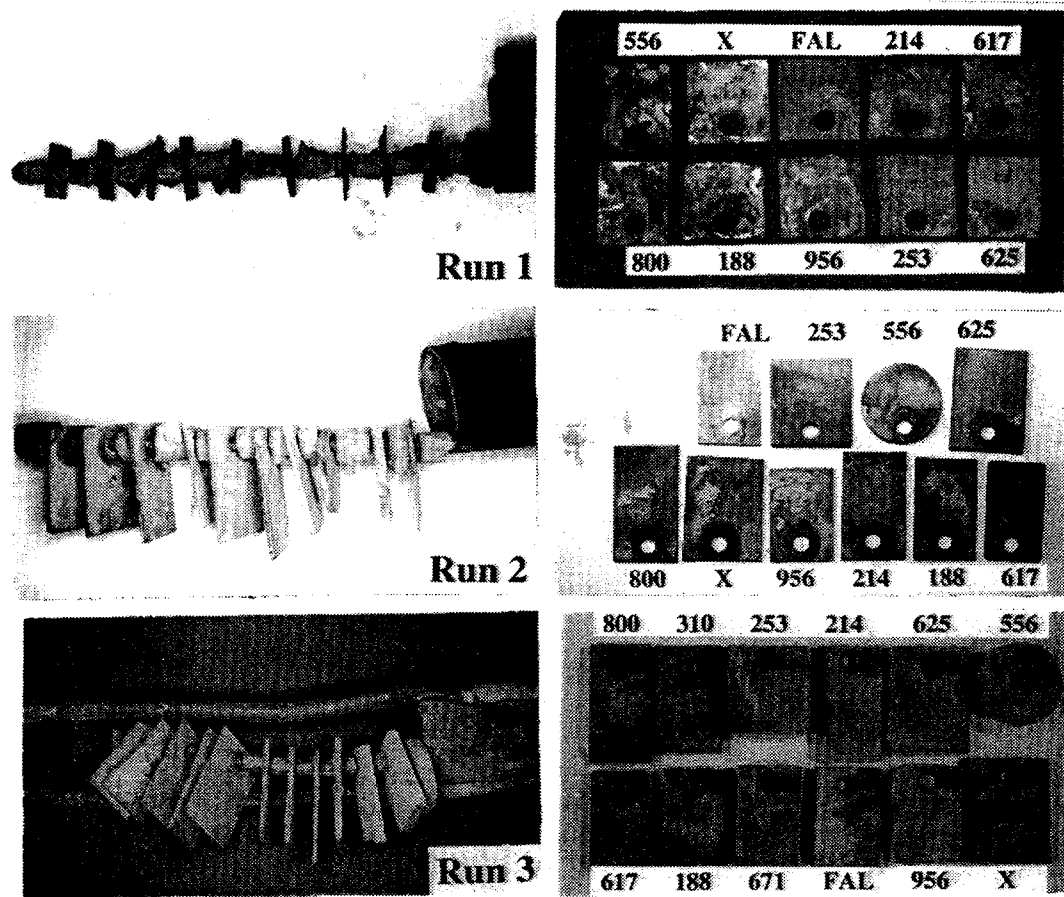 556 X FAL 214 617
800 188 956 253 625
Run 1
FAL 253 556 625
800 X 956 214 188 617
Run 2
800 310 253 214 625 556
617 188 671 FAL 956 X
Run 3